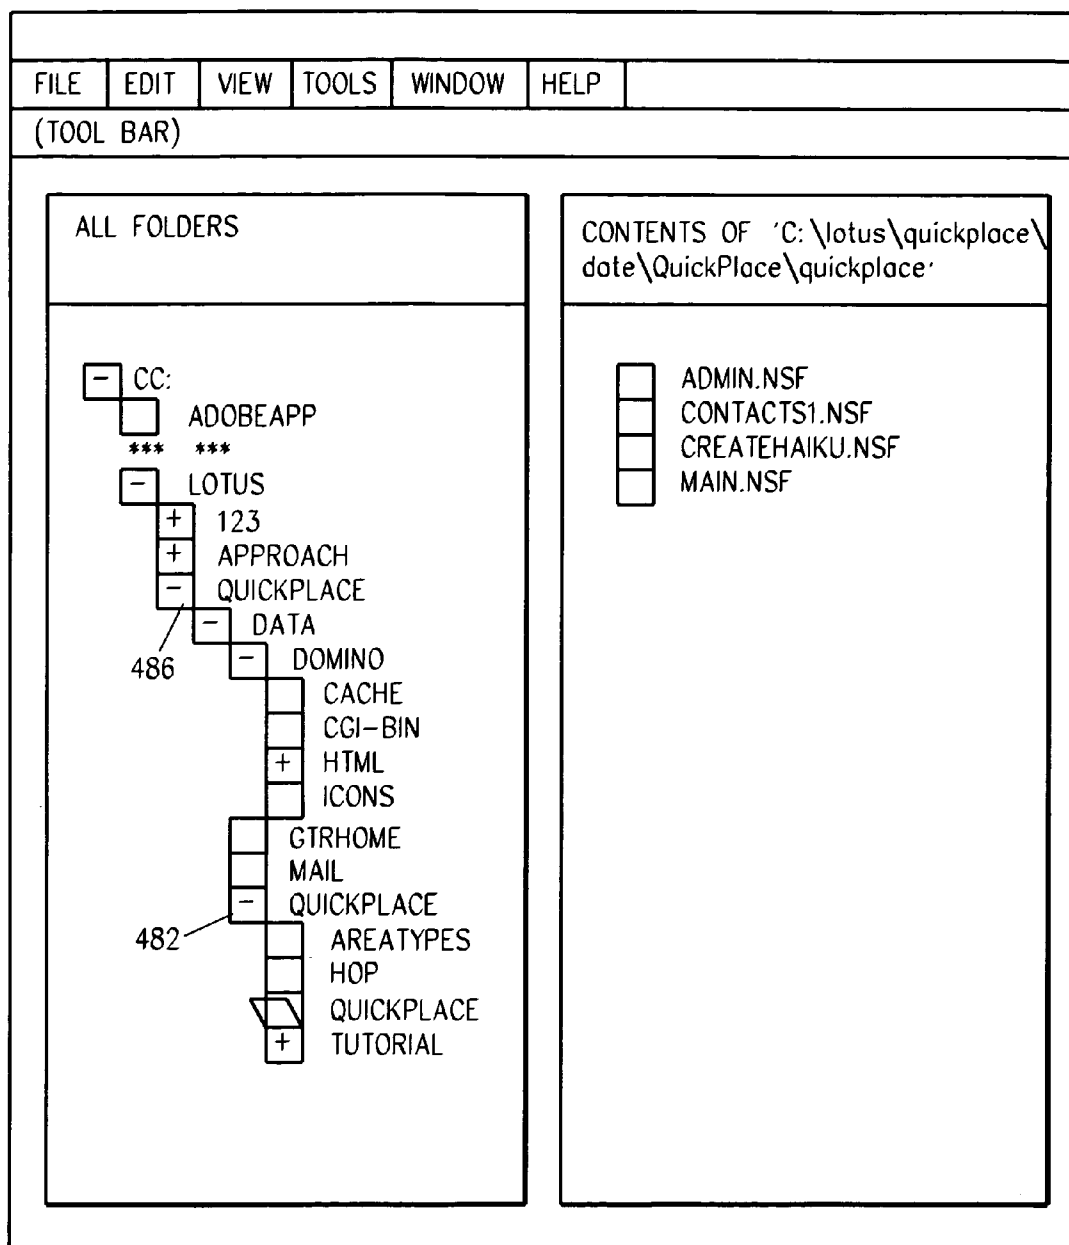 FILE EDIT VIEW TOOLS WINDOW HELP
(TOOL BAR)
ALL FOLDERS
- CC:
ADOBEAPP
*** ***
- LOTUS
+ 123
+ APPROACH
- QUICKPLACE
- DATA
486
- DOMINO
CACHE
CGI-BIN
+ HTML
ICONS
GTRHOME
MAIL
- QUICKPLACE
482
AREATYPES
HOP
QUICKPLACE
+ TUTORIAL
CONTENTS OF 'C:\lotus\quickplace\
date\QuickPlace\quickplace'
ADMIN.NSF
CONTACTS1.NSF
CREATEHAIKU.NSF
MAIN.NSF